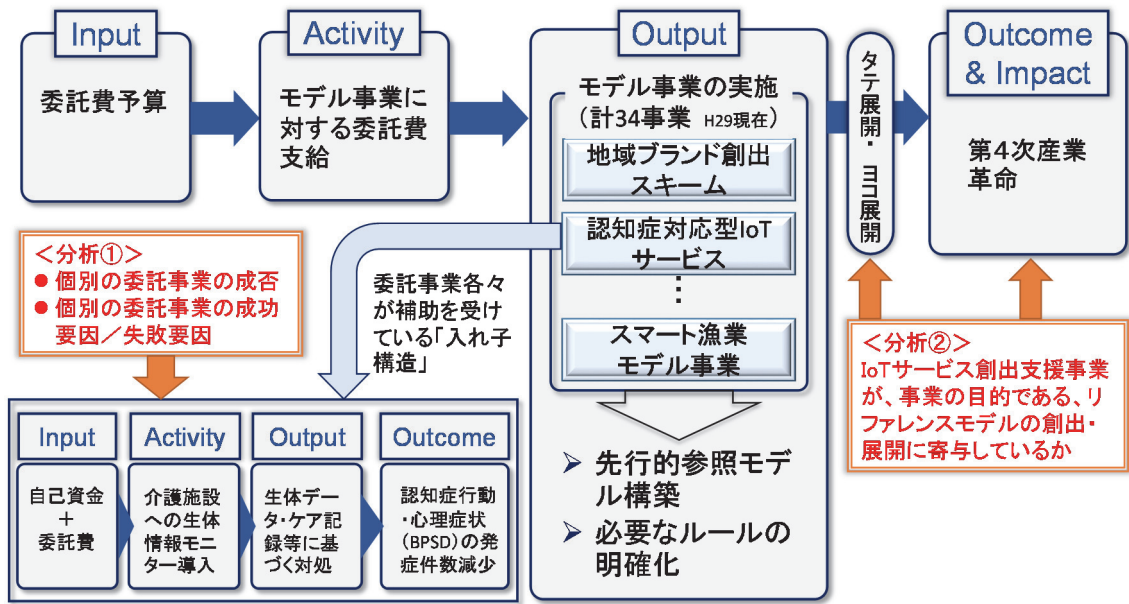 Input
委託費予算
Activity
モデル事業に
対する委託費
支給
Output
モデル事業の実施
(計34事業 H29現在)
地域ブランド創出
スキーム
認知症対応型IoT
サービス
⋮
スマート漁業
モデル事業
➢ 先行的参照モデ
ル構築
➢ 必要なルールの
明確化
タテ展開・ヨコ展開
Outcome
& Impact
第4次産業
革命
<分析①>
● 個別の委託事業の成否
● 個別の委託事業の成功
要因/失敗要因
委託事業各々
が補助を受け
ている「入れ子
構造」
<分析②>
IoTサービス創出支援事業
が、事業の目的である、リ
ファレンスモデルの創出・
展開に寄与しているか
Input
自己資金
+
委託費
Activity
介護施設
への生体
情報モニ
ター導入
Output
生体デー
タ・ケア記
録等に基
づく対処
Outcome
認知症行動
・心理症状
(BPSD)の発
症件数減少